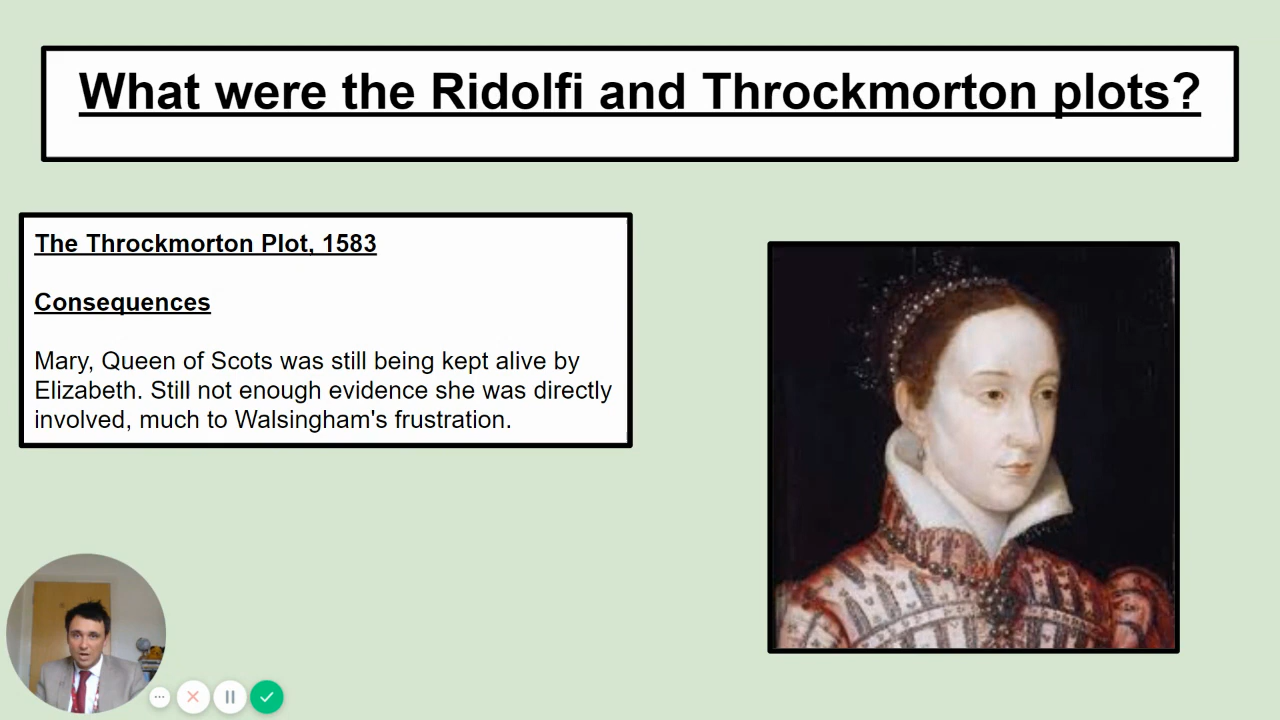 What were the Ridolfi and Throckmorton plots?
The Throckmorton Plot, 1583
Consequences
Mary, Queen of Scots was still being kept alive by
Elizabeth. Still not enough evidence she was directly
involved, much to Walsingham's frustration.